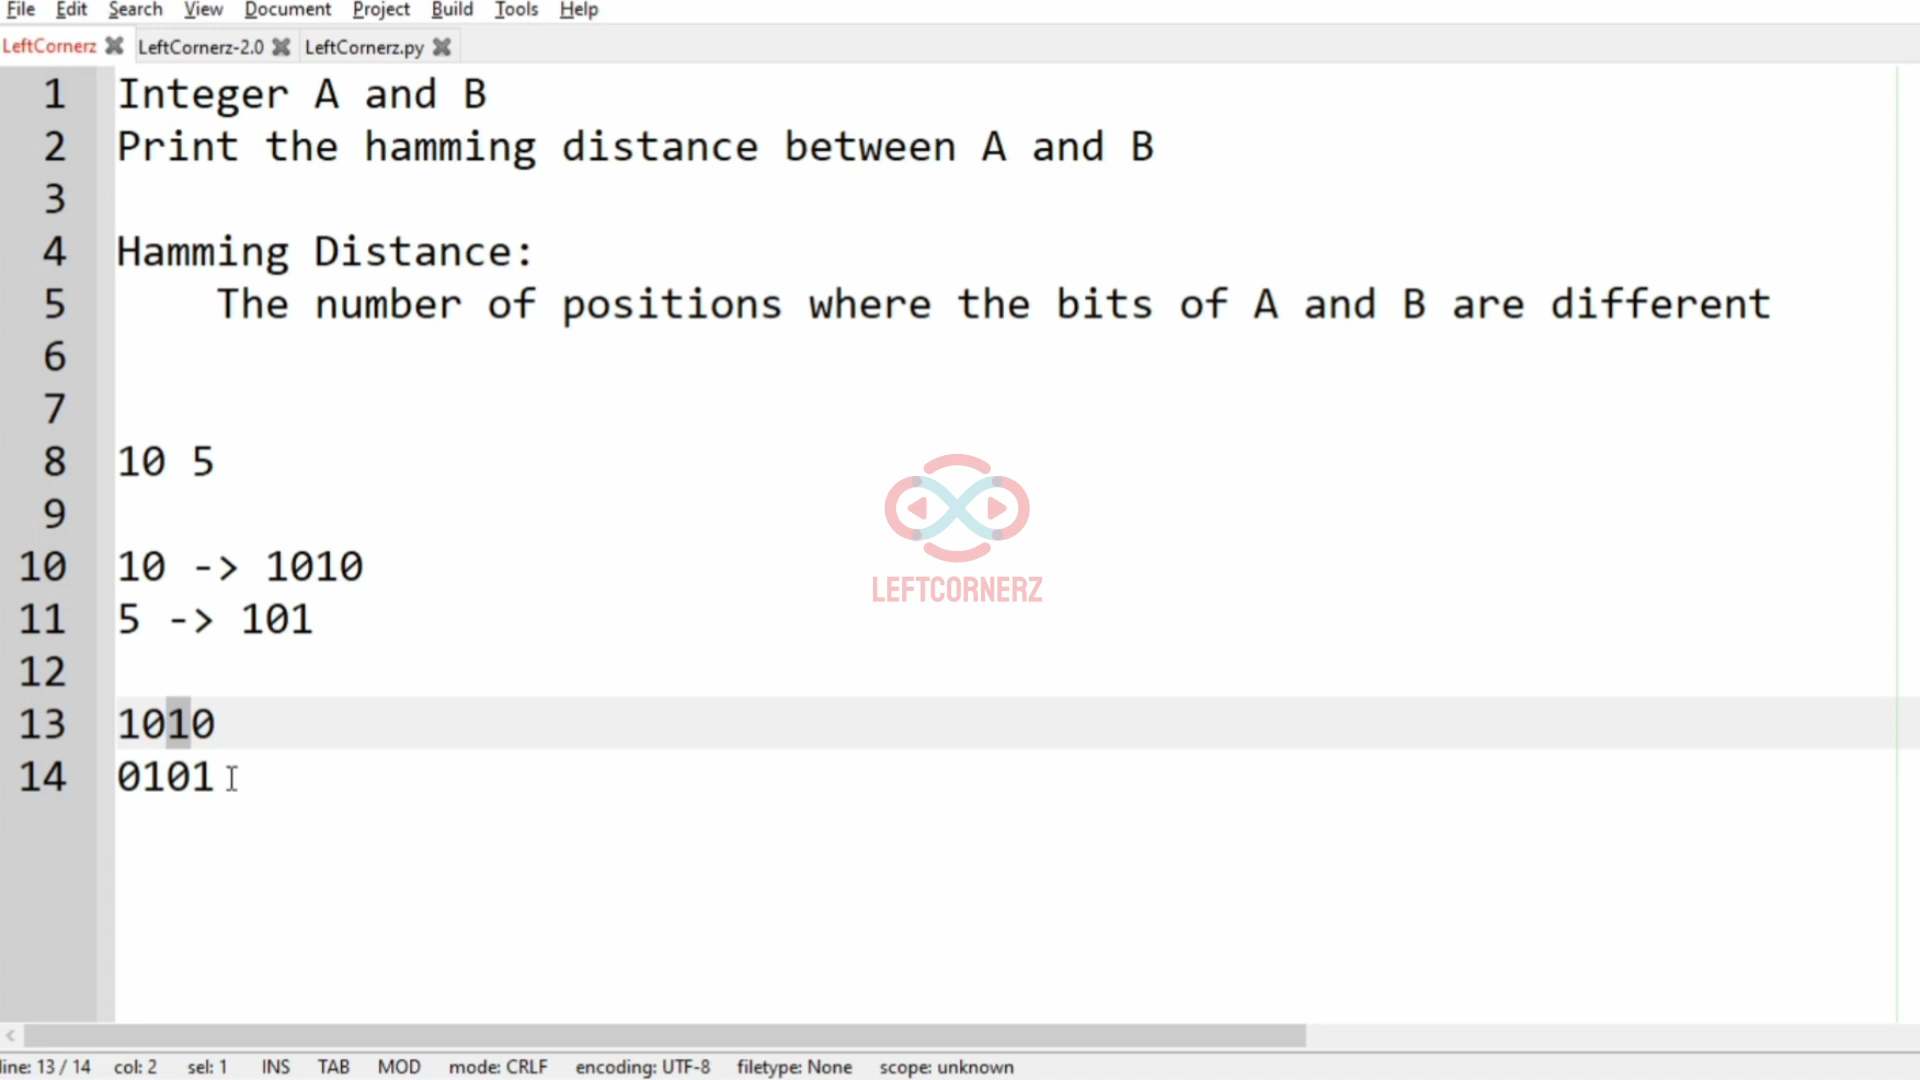 File Edit Search View Document Project Build Tools Help
LeftCornerz LeftCornerz-2.0 LeftCornerz.py
1 Integer A and B
2 Print the hamming distance between A and B
3
4 Hamming Distance:
5 The number of positions where the bits of A and B are different
6
7
8 10 5
9
10 10 -> 1010
11 5 -> 101
12
13 1010
14 0101
LEFTCORNERZ
line: 13 / 14 col: 2 sel: 1 INS TAB MOD mode: CRLF encoding: UTF-8 filetype: None scope: unknown